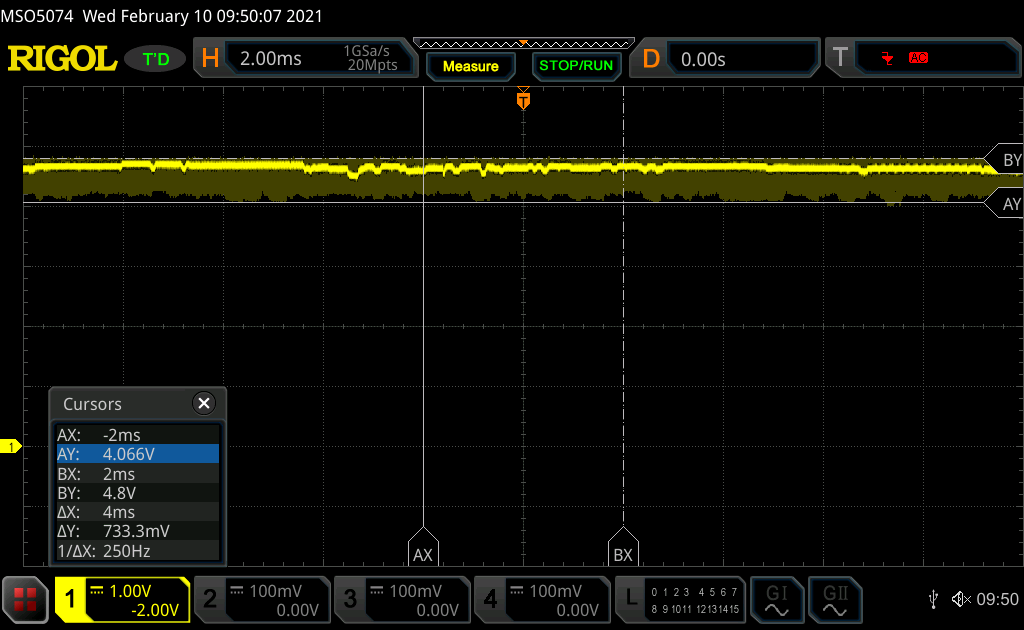 MSO5074 Wed February 10 09:50:07 2021
RIGOL T'D H 2.00ms 1GSa/s 20Mpts Measure STOP/RUN D 0.00s T AC
T
BY
AY
Cursors
AX: -2ms
AY: 4.066V
BX: 2ms
BY: 4.8V
ΔX: 4ms
ΔY: 733.3mV
1/ΔX: 250Hz
1
AX BX
1 1.00V -2.00V
2 100mV 0.00V
3 100mV 0.00V
4 100mV 0.00V
L 0 1 2 3 4 5 6 7
8 9 10 11 12 13 14 15
GI GII
09:50